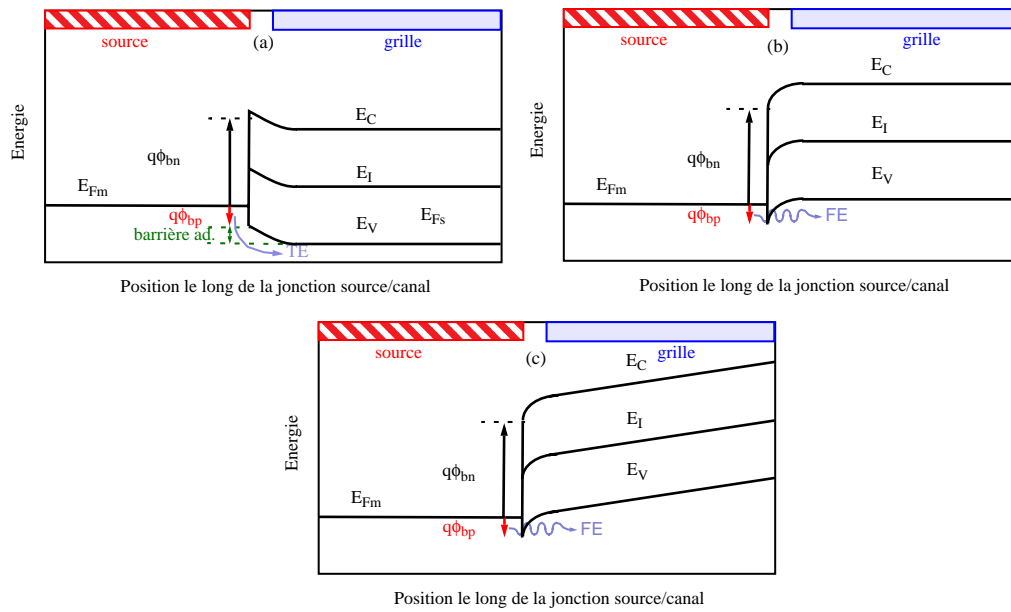 source
(a)
grille
Energie
E_C
qϕ_bn
E_I
E_Fm
qϕ_bp
E_V
E_Fs
barrière ad.
TE
Position le long de la jonction source/canal
source
(b)
grille
Energie
E_C
E_I
qϕ_bn
E_Fm
E_V
qϕ_bp
FE
Position le long de la jonction source/canal
source
(c)
grille
Energie
E_C
E_I
qϕ_bn
E_V
E_Fm
qϕ_bp
FE
Position le long de la jonction source/canal